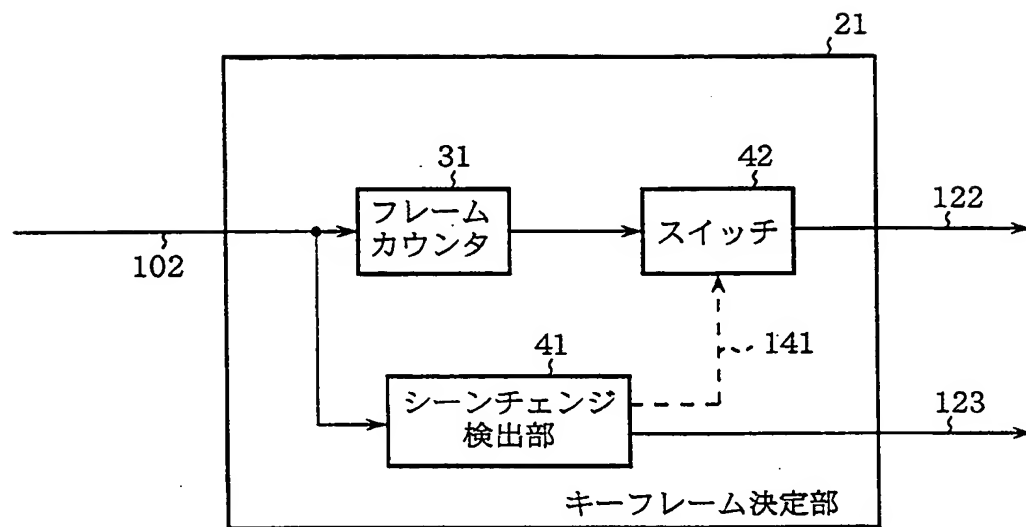 21
31
42
フレーム
カウンタ
スイッチ
122
102
141
41
シーンチェンジ
検出部
123
キーフレーム決定部